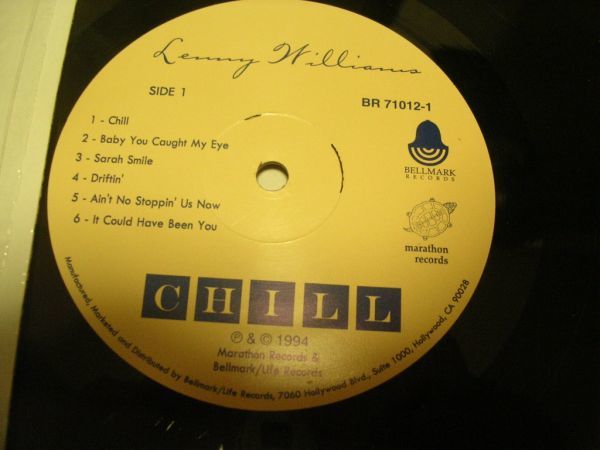 Lenny Williams
SIDE 1
BR 71012-1
1 - Chill
2 - Baby You Caught My Eye
3 - Sarah Smile
4 - Driftin'
5 - Ain't No Stoppin' Us Now
6 - It Could Have Been You
BELLMARK
RECORDS
marathon
records
CHILL
℗ & © 1994
Marathon Records &
Bellmark/Life Records
Manufactured, Marketed and Distributed by Bellmark/Life Records, 7060 Hollywood Blvd., Suite 1000, Hollywood, CA 90028